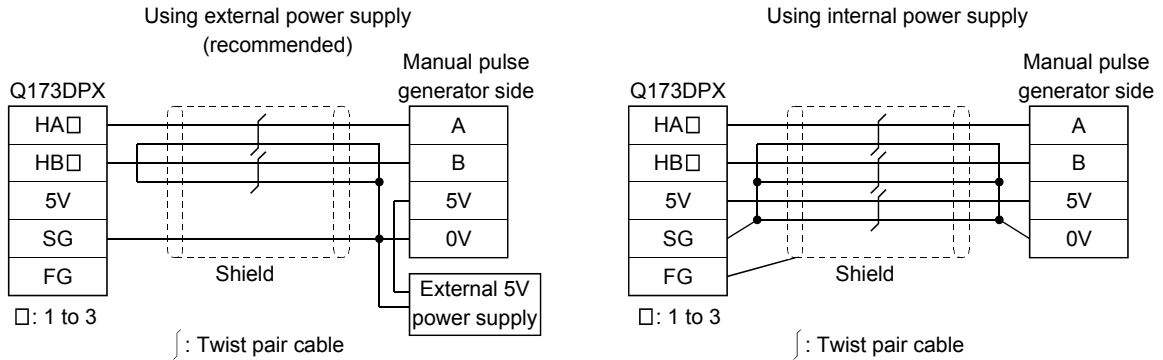 Using external power supply
(recommended)
Manual pulse
generator side
Q173DPX
HA□
HB□
5V
SG
FG
A
B
5V
0V
Shield
External 5V
power supply
□: 1 to 3
⌠: Twist pair cable
Using internal power supply
Manual pulse
generator side
Q173DPX
HA□
HB□
5V
SG
FG
A
B
5V
0V
Shield
□: 1 to 3
⌠: Twist pair cable